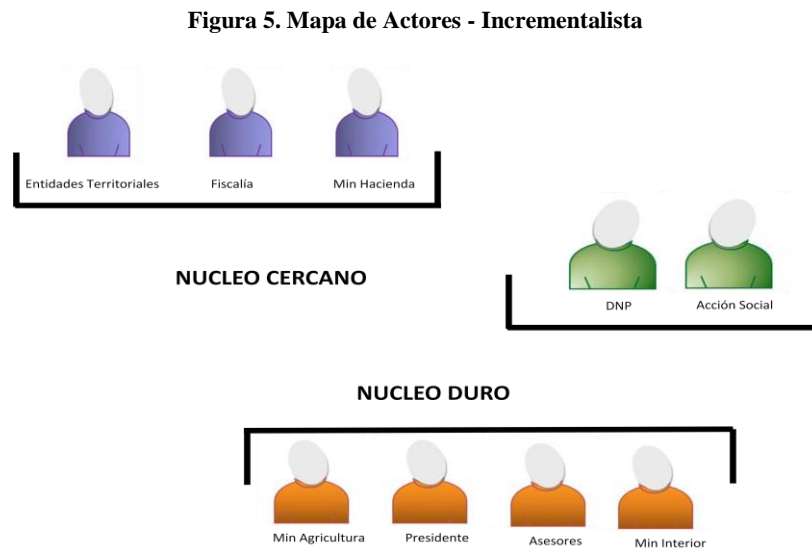 Figura 5. Mapa de Actores - Incrementalista
Entidades Territoriales Fiscalía Min Hacienda
NUCLEO CERCANO
DNP Acción Social
NUCLEO DURO
Min Agricultura Presidente Asesores Min Interior